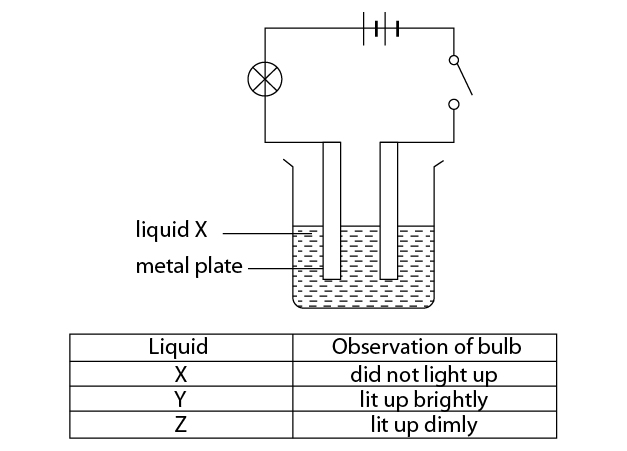 liquid X
metal plate
Liquid Observation of bulb
X did not light up
Y lit up brightly
Z lit up dimly